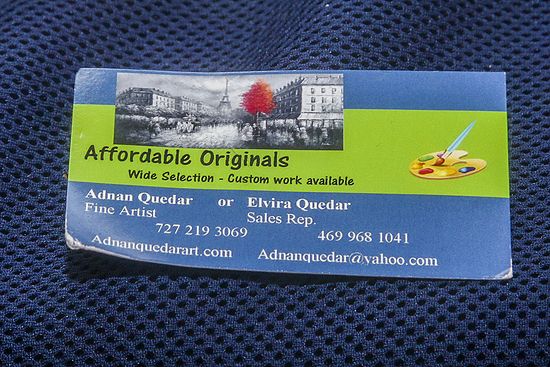 Affordable Originals
Wide Selection - Custom work available
Adnan Quedar or Elvira Quedar
Fine Artist Sales Rep.
727 219 3069 469 968 1041
Adnanquedarart.com Adnanquedar@yahoo.com